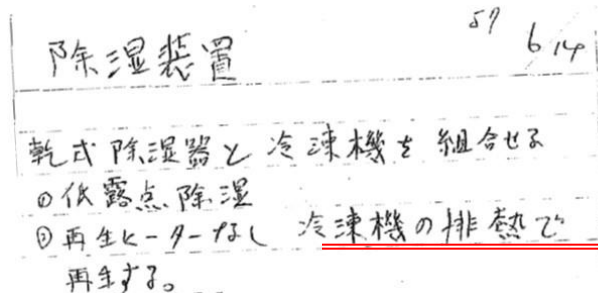 57 6/14
除湿装置
乾式除湿器と冷凍機を組合せる
①低露点除湿
②再生ヒーターなし 冷凍機の排熱で
再生する。